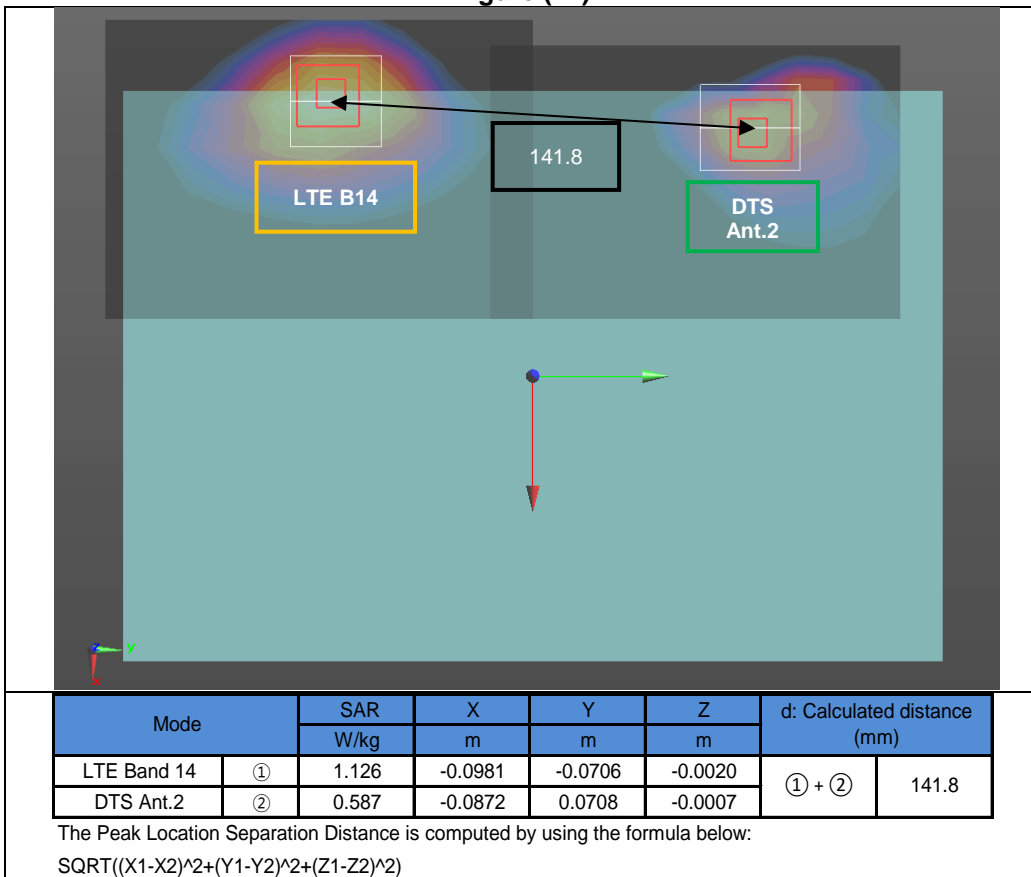 141.8
LTE B14
DTS
Ant.2
Y
X
Mode SAR X Y Z d: Calculated distance
(mm)
W/kg m m m
LTE Band 14 ① 1.126 -0.0981 -0.0706 -0.0020 ① + ② 141.8
DTS Ant.2 ② 0.587 -0.0872 0.0708 -0.0007
The Peak Location Separation Distance is computed by using the formula below:
SQRT((X1-X2)^2+(Y1-Y2)^2+(Z1-Z2)^2)